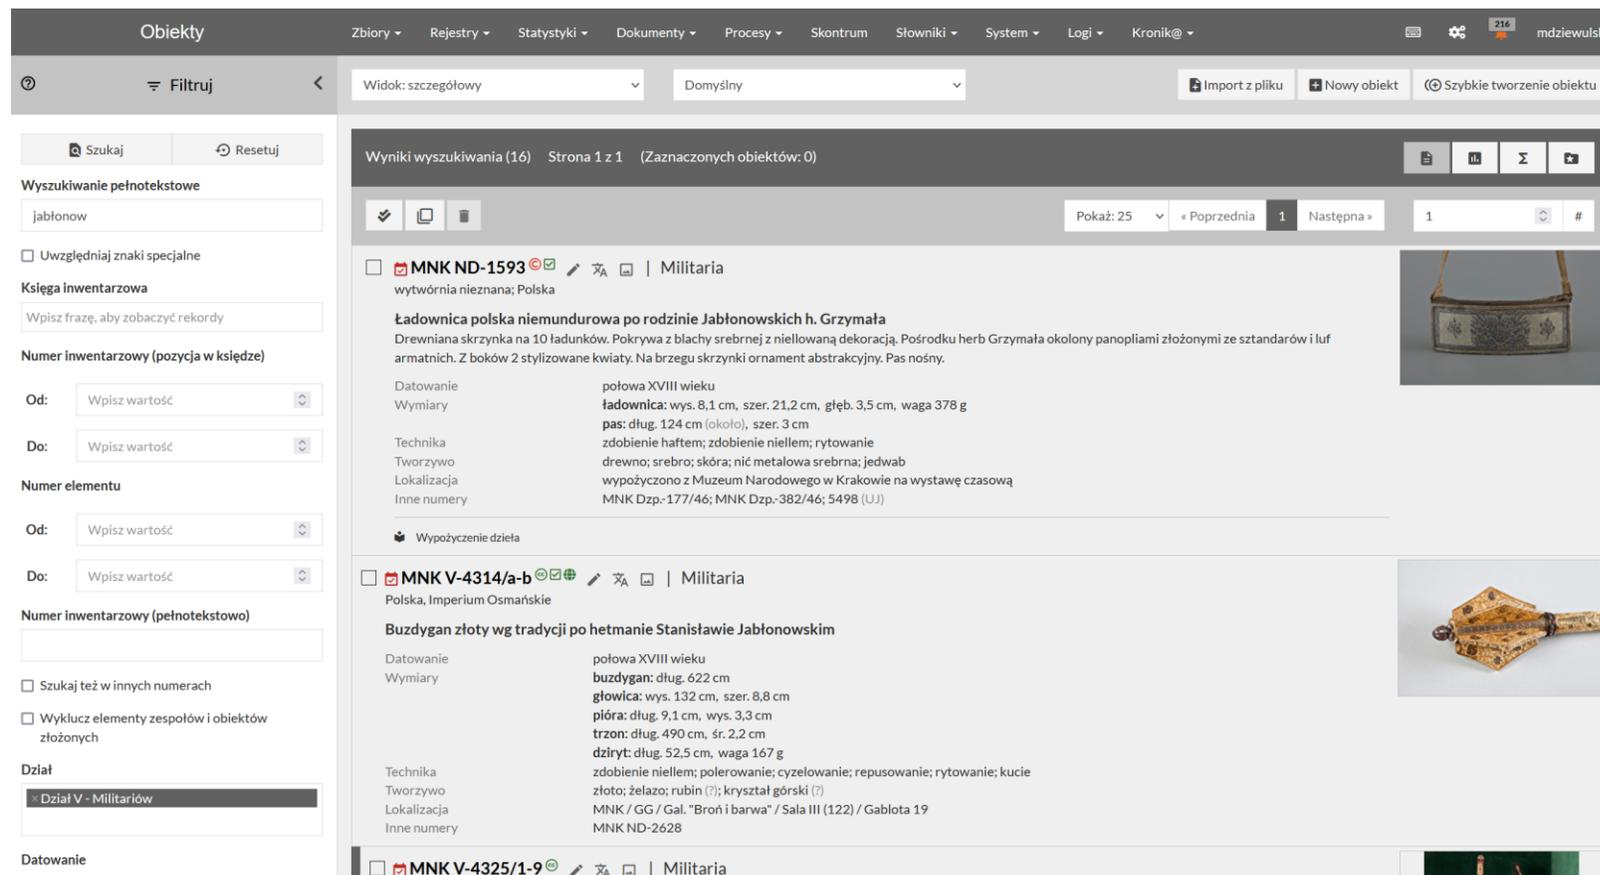 Obiekty
Zbiory
Rejestry
Statystyki
Dokumenty
Procesy
Skontrum
Słowniki
System
Logi
Kronik@
216
Filtruj
Widok: szczegółowy
Domyślny
Import z pliku
Nowy obiekt
Szybkie tworzenie obiektu
Szukaj
Resetuj
Wyszukiwanie pełnotekstowe
jabłonow
Uwzględniaj znaki specjalne
Księga inwentarzowa
Wpisz frazę, aby zobaczyć rekordy
Numer inwentarzowy (pozycja w księdze)
Od: Wpisz wartość
Do: Wpisz wartość
Numer elementu
Od: Wpisz wartość
Do: Wpisz wartość
Numer inwentarzowy (pełnotekstowo)
Szukaj też w innych numerach
Wyklucz elementy zespołów i obiektów
złożonych
Dział
× Dział V - Militariów
Datowanie
Wyniki wyszukiwania (16) Strona 1 z 1 (Zaznaczonych obiektów: 0)
Pokaż: 25
« Poprzednia 1 Następna »
1 #
MNK ND-1593 | Militaria
wytwórnia nieznana; Polska
Ładownica polska niemundurowa po rodzinie Jabłonowskich h. Grzymała
Drewniana skrzynka na 10 ładunków. Pokrywa z blachy srebrnej z niellowaną dekoracją. Pośrodku herb Grzymała okolony panopliami złożonymi ze sztandarów i luf
armatnich. Z boków 2 stylizowane kwiaty. Na brzegu skrzynki ornament abstrakcyjny. Pas nośny.
Datowanie połowa XVIII wieku
Wymiary ładownica: wys. 8,1 cm, szer. 21,2 cm, głęb. 3,5 cm, waga 378 g
pas: dług. 124 cm (około), szer. 3 cm
Technika zdobienie haftem; zdobienie niellem; rytowanie
Tworzywo drewno; srebro; skóra; nić metalowa srebrna; jedwab
Lokalizacja wypożyczono z Muzeum Narodowego w Krakowie na wystawę czasową
Inne numery MNK Dzp.-177/46; MNK Dzp.-382/46; 5498 (UJ)
Wypożyczenie dzieła
MNK V-4314/a-b | Militaria
Polska, Imperium Osmańskie
Buzdygan złoty wg tradycji po hetmanie Stanisławie Jabłonowskim
Datowanie połowa XVIII wieku
Wymiary buzdygan: dług. 622 cm
głowica: wys. 132 cm, szer. 8,8 cm
pióra: dług. 9,1 cm, wys. 3,3 cm
trzon: dług. 490 cm, śr. 2,2 cm
dziryt: dług. 52,5 cm, waga 167 g
Technika zdobienie niellem; polerowanie; cyzelowanie; repusowanie; rytowanie; kucie
Tworzywo złoto; żelazo; rubin (?); kryształ górski (?)
Lokalizacja MNK / GG / Gal. "Broń i barwa" / Sala III (122) / Gablota 19
Inne numery MNK ND-2628
MNK V-4325/1-9 | Militaria